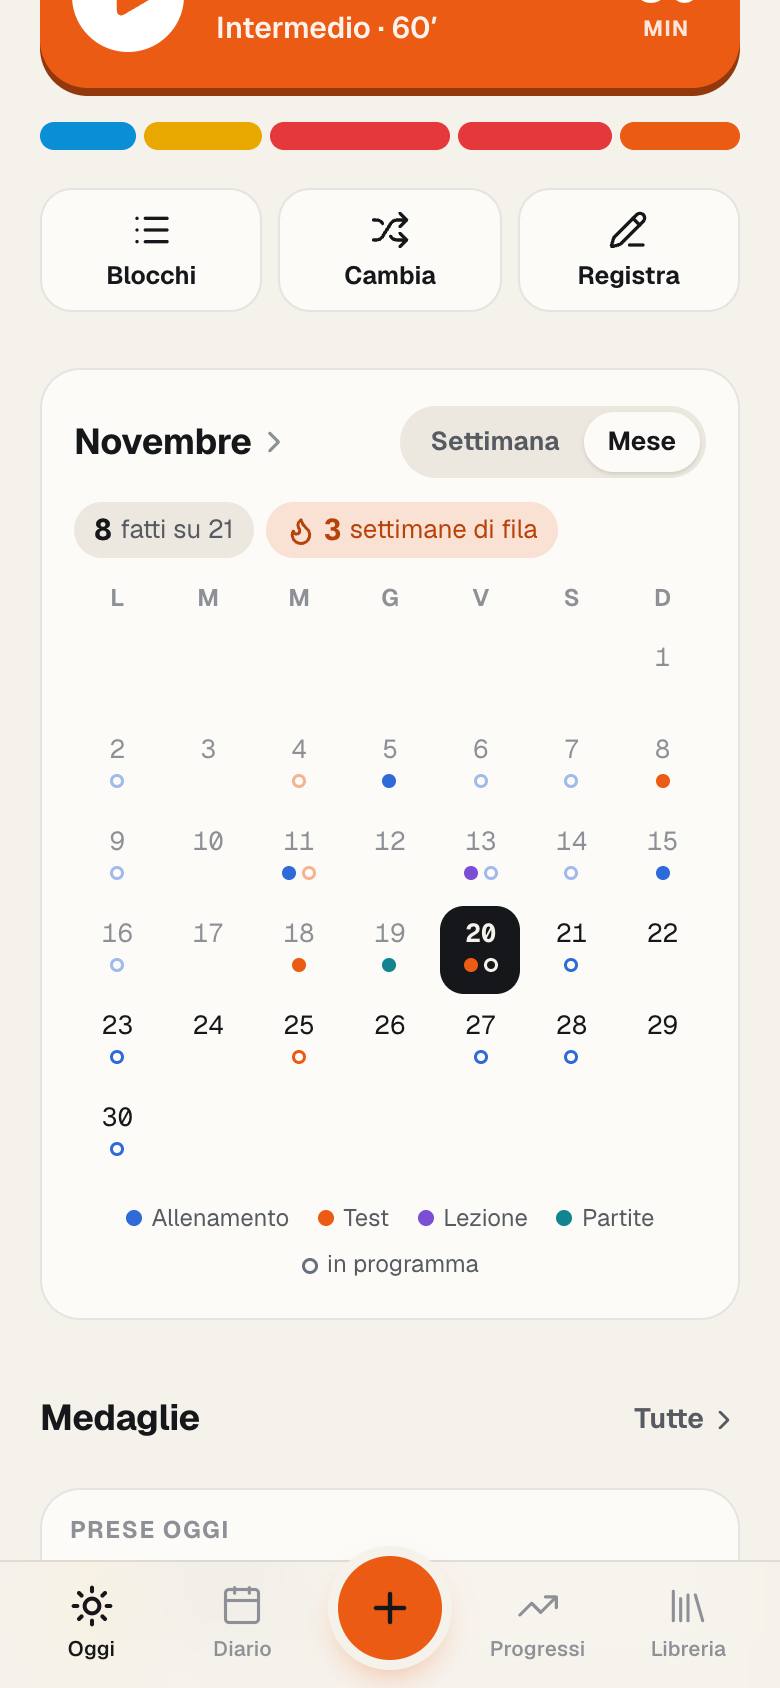 Intermedio · 60′
MIN
Blocchi
Cambia
Registra
Novembre
Settimana
Mese
8 fatti su 21
3 settimane di fila
L M M G V S D
1
2 3 4 5 6 7 8
9 10 11 12 13 14 15
16 17 18 19 20 21 22
23 24 25 26 27 28 29
30
Allenamento Test Lezione Partite
in programma
Medaglie
Tutte
PRESE OGGI
Oggi
Diario
Progressi
Libreria